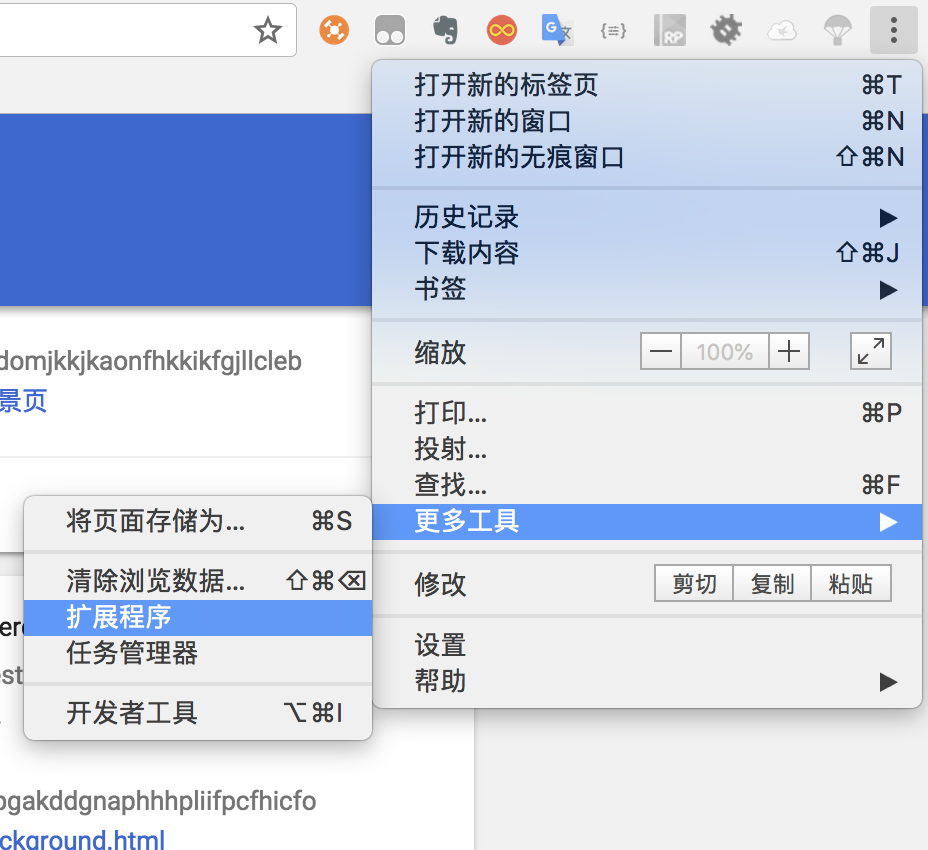 打开新的标签页 ⌘T
打开新的窗口 ⌘N
打开新的无痕窗口 ⇧⌘N
历史记录
下载内容 ⇧⌘J
书签
缩放 100%
打印... ⌘P
投射...
查找... ⌘F
更多工具
修改 剪切 复制 粘贴
设置
帮助
将页面存储为... ⌘S
清除浏览数据... ⇧⌘⌫
扩展程序
任务管理器
开发者工具 ⌥⌘I
domjkkjkaonfhkkikfgjllcleb
景页
ogakddgnaphhhpliifpcfhicfo
ckground.html
RP
G